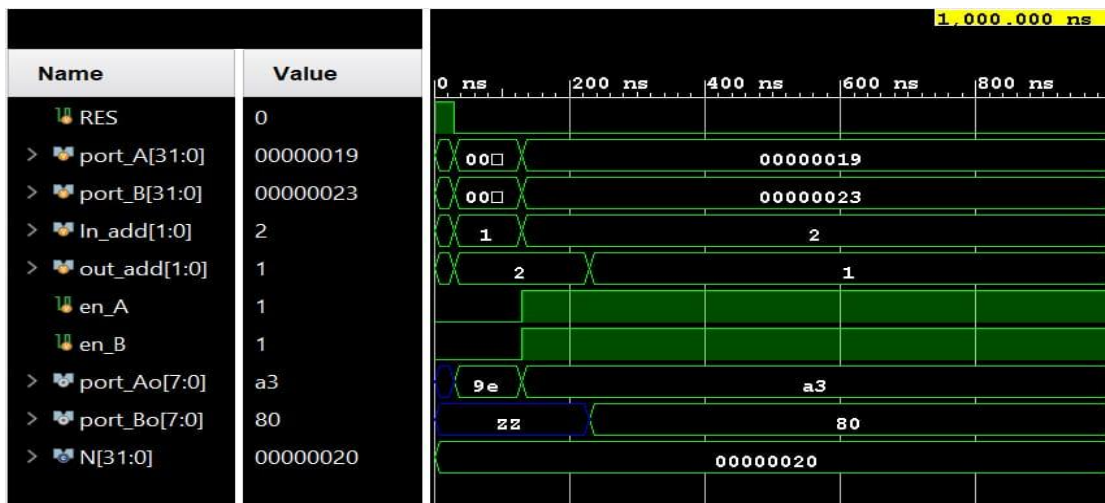 1,000.000 ns
Name Value
0 ns 200 ns 400 ns 600 ns 800 ns
RES 0
> port_A[31:0] 00000019 00□ 00000019
> port_B[31:0] 00000023 00□ 00000023
> In_add[1:0] 2 1 2
> out_add[1:0] 1 2 1
en_A 1
en_B 1
> port_Ao[7:0] a3 9e a3
> port_Bo[7:0] 80 zz 80
> N[31:0] 00000020 00000020